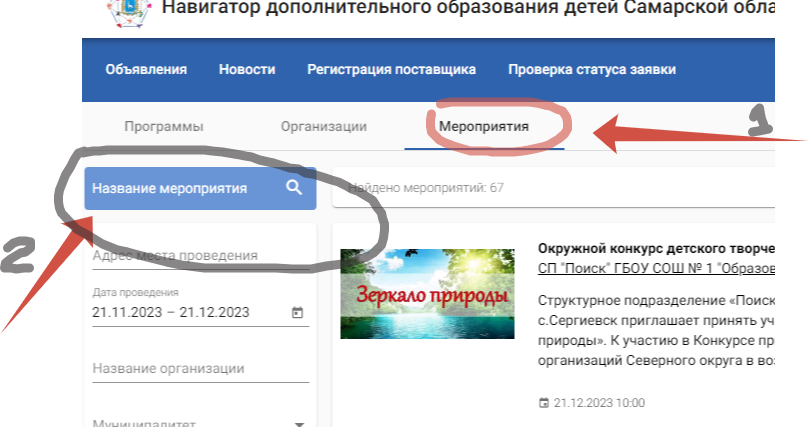 Навигатор дополнительного образования детей Самарской обла
Объявления Новости Регистрация поставщика Проверка статуса заявки
Программы Организации Мероприятия
1
Название мероприятия
Найдено мероприятий: 67
2
Адрес места проведения
Дата проведения
21.11.2023 – 21.12.2023
Название организации
Муниципалитет
Зеркало природы
Окружной конкурс детского творче
СП "Поиск" ГБОУ СОШ № 1 "Образов
Структурное подразделение «Поиск
с.Сергиевск приглашает принять уч
природы». К участию в Конкурсе пр
организаций Северного округа в воз
21.12.2023 10:00